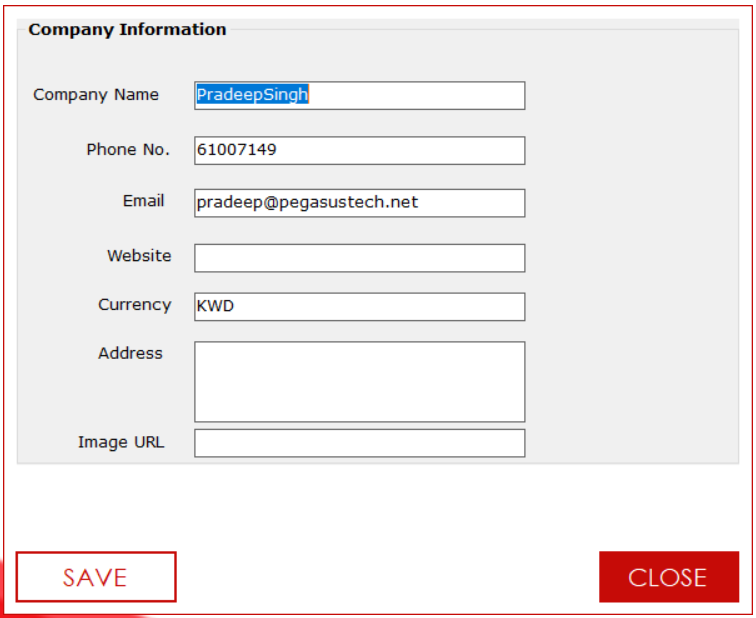 Company Information
Company Name PradeepSingh
Phone No. 61007149
Email pradeep@pegasustech.net
Website
Currency KWD
Address
Image URL
SAVE CLOSE